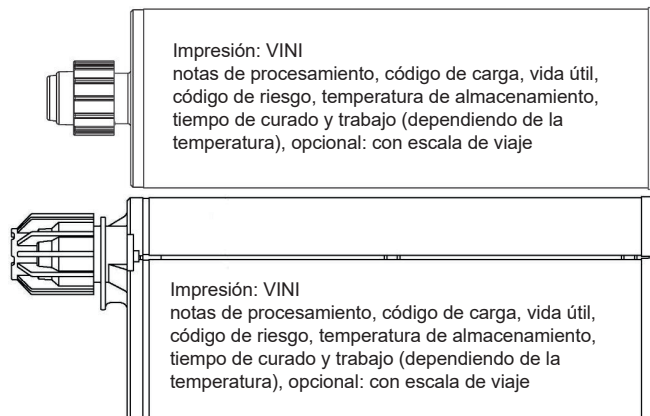 Impresión: VINI
notas de procesamiento, código de carga, vida útil,
código de riesgo, temperatura de almacenamiento,
tiempo de curado y trabajo (dependiendo de la
temperatura), opcional: con escala de viaje
Impresión: VINI
notas de procesamiento, código de carga, vida útil,
código de riesgo, temperatura de almacenamiento,
tiempo de curado y trabajo (dependiendo de la
temperatura), opcional: con escala de viaje